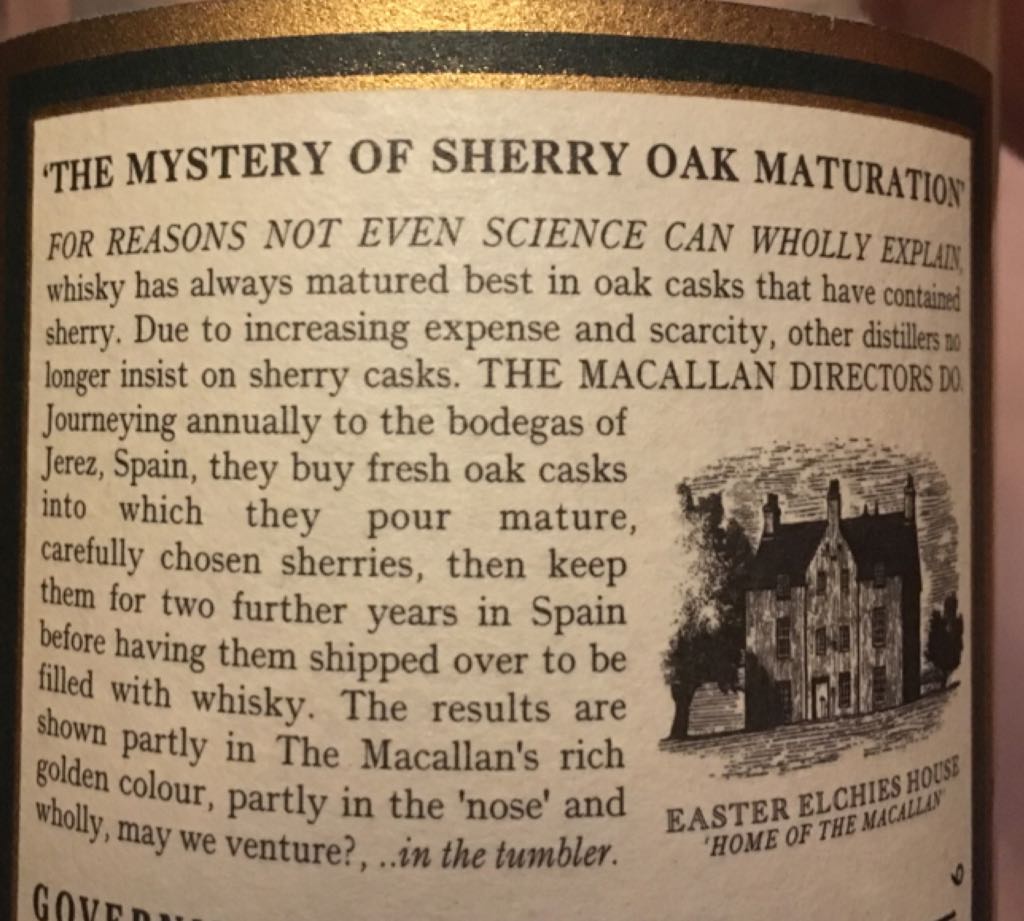 'THE MYSTERY OF SHERRY OAK MATURATION'
FOR REASONS NOT EVEN SCIENCE CAN WHOLLY EXPLAIN,
whisky has always matured best in oak casks that have contained
sherry. Due to increasing expense and scarcity, other distillers no
longer insist on sherry casks. THE MACALLAN DIRECTORS DO.
Journeying annually to the bodegas of
Jerez, Spain, they buy fresh oak casks
into which they pour mature,
carefully chosen sherries, then keep
them for two further years in Spain
before having them shipped over to be
filled with whisky. The results are
shown partly in The Macallan's rich
golden colour, partly in the 'nose' and
wholly, may we venture?, ..in the tumbler.
EASTER ELCHIES HOUSE
'HOME OF THE MACALLAN'